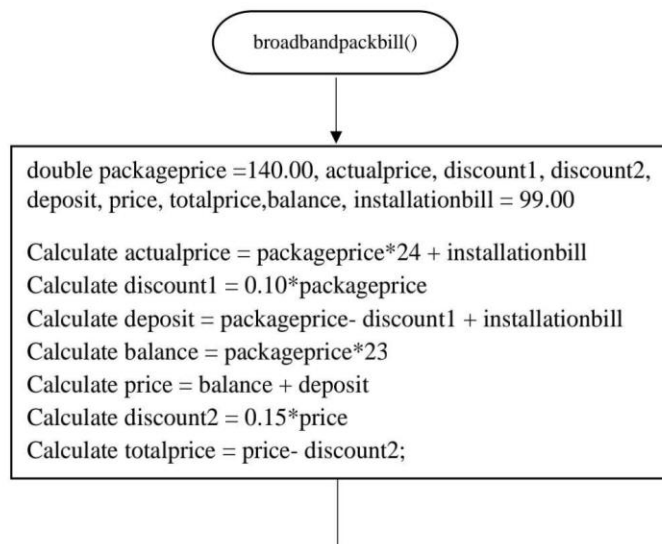 broadbandpackbill()
double packageprice =140.00, actualprice, discount1, discount2,
deposit, price, totalprice,balance, installationbill = 99.00
Calculate actualprice = packageprice*24 + installationbill
Calculate discount1 = 0.10*packageprice
Calculate deposit = packageprice- discount1 + installationbill
Calculate balance = packageprice*23
Calculate price = balance + deposit
Calculate discount2 = 0.15*price
Calculate totalprice = price- discount2;